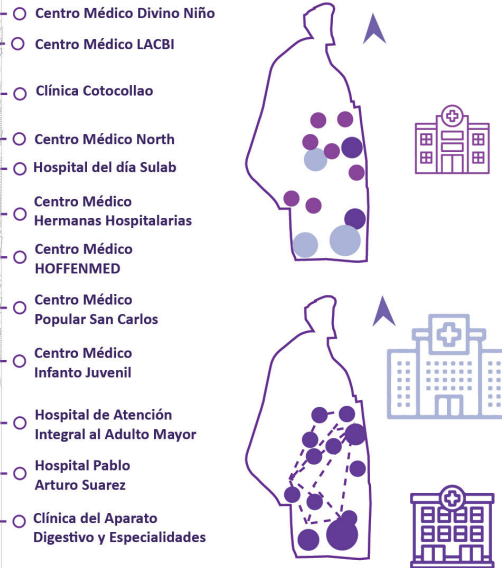 Centro Médico Divino Niño
Centro Médico LACBI
Clínica Cotocollao
Centro Médico North
Hospital del día Sulab
Centro Médico
Hermanas Hospitalarias
Centro Médico
HOFFENMED
Centro Médico
Popular San Carlos
Centro Médico
Infanto Juvenil
Hospital de Atención
Integral al Adulto Mayor
Hospital Pablo
Arturo Suarez
Clínica del Aparato
Digestivo y Especialidades